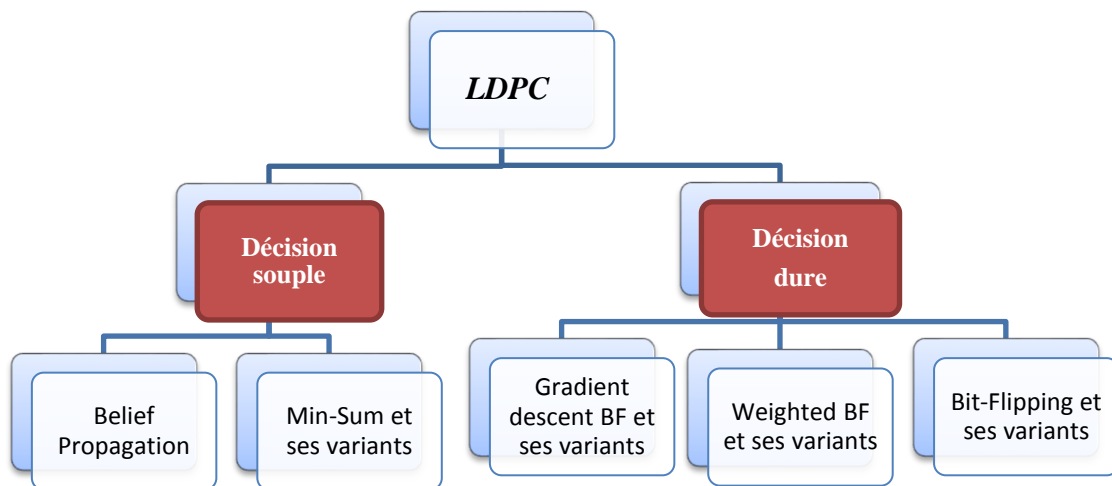 LDPC
Décision
souple
Décision
dure
Belief
Propagation
Min-Sum et
ses variants
Gradient
descent BF et
ses variants
Weighted BF
et ses variants
Bit-Flipping et
ses variants